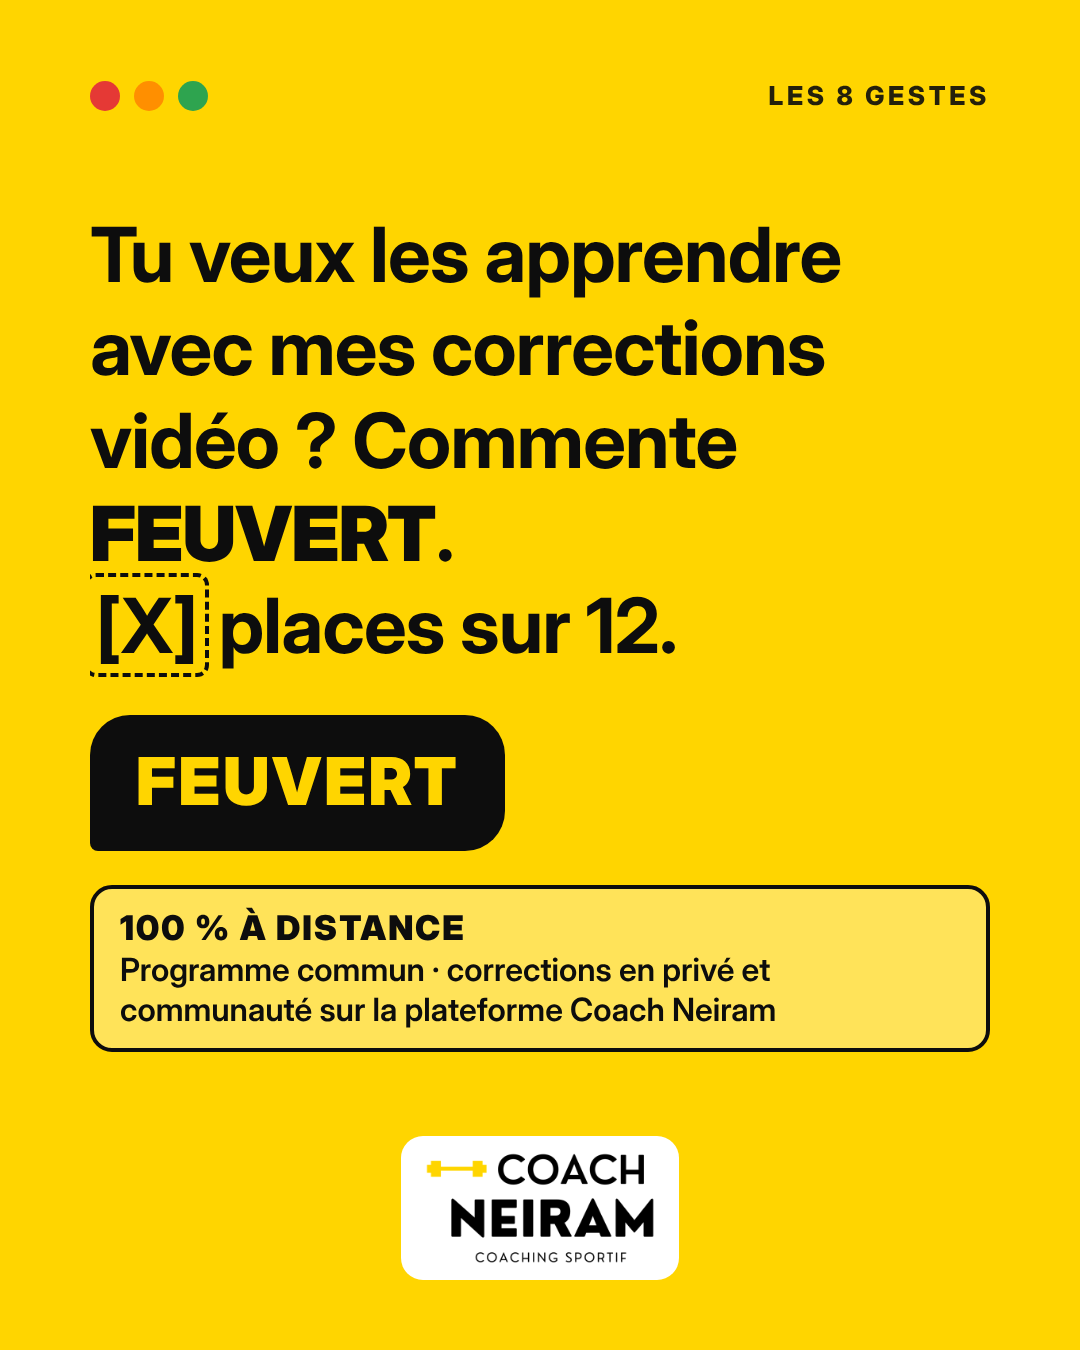 LES 8 GESTES
Tu veux les apprendre
avec mes corrections
vidéo ? Commente
FEUVERT.
[X] places sur 12.
FEUVERT
100 % À DISTANCE
Programme commun · corrections en privé et
communauté sur la plateforme Coach Neiram
COACH
NEIRAM
COACHING SPORTIF